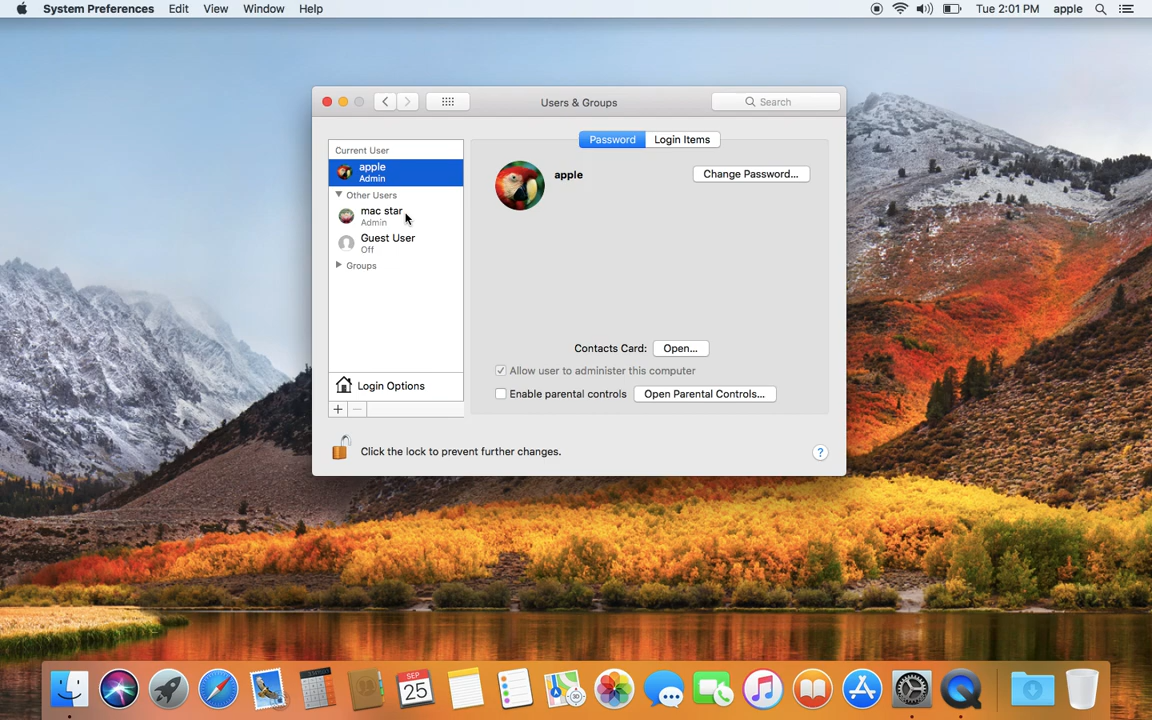 System Preferences Edit View Window Help
Tue 2:01 PM apple
Users & Groups
Search
Password Login Items
Current User
apple
Admin
Other Users
mac star
Admin
Guest User
Off
Groups
Login Options
+ −
apple
Change Password...
Contacts Card: Open...
Allow user to administer this computer
Enable parental controls Open Parental Controls...
Click the lock to prevent further changes.
?
SEP
25
3D